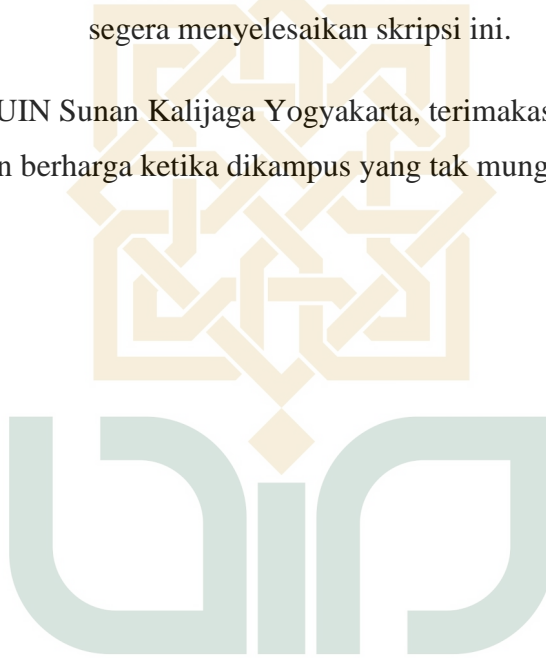 segera menyelesaikan skripsi ini.
UIN Sunan Kalijaga Yogyakarta, terimakas
n berharga ketika dikampus yang tak mung